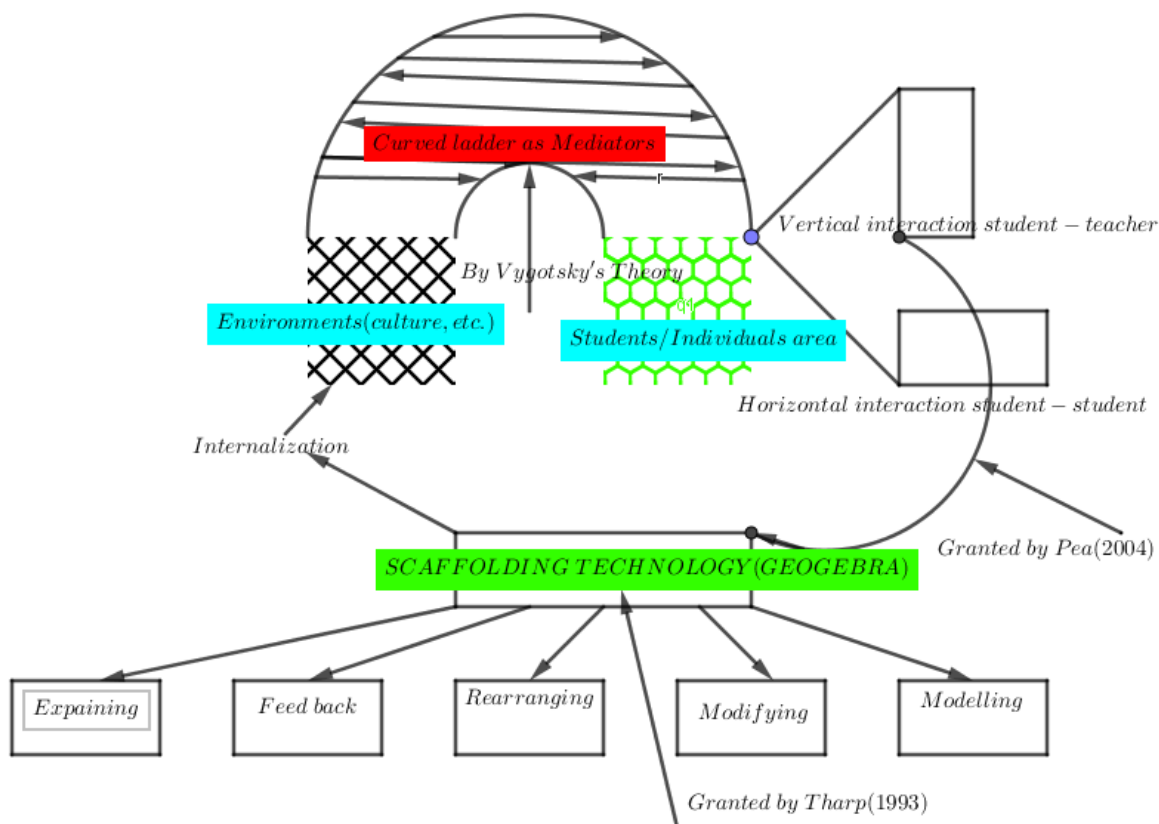 Curved ladder as Mediators
Vertical interaction student – teacher
By Vygotsky's Theory
Environments(culture, etc.)
Students/Individuals area
Horizontal interaction student – student
Internalization
Granted by Pea(2004)
SCAFFOLDING TECHNOLOGY(GEOGEBRA)
Expaining
Feed back
Rearranging
Modifying
Modelling
Granted by Tharp(1993)